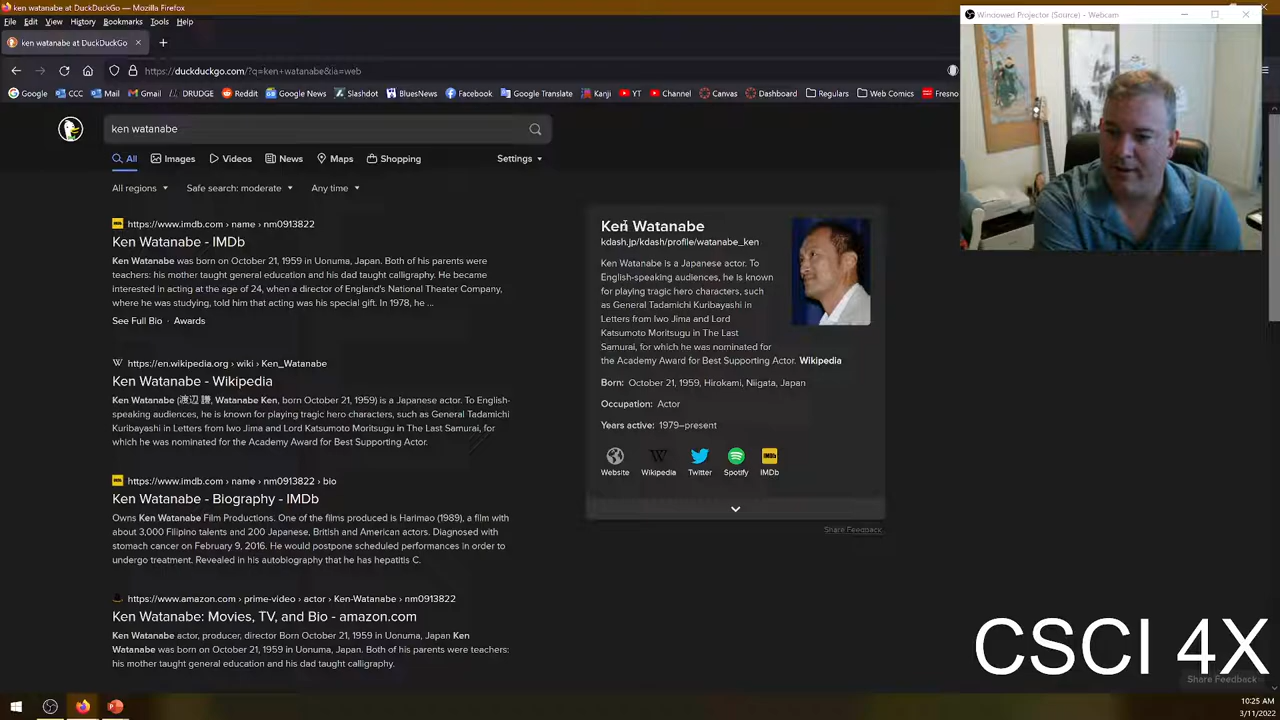 ken watanabe at DuckDuckGo — Mozilla Firefox
File Edit View History Bookmarks Tools Help
ken watanabe at DuckDuckGo
https://duckduckgo.com/?q=ken+watanabe&ia=web
Google CCC Mail Gmail DRUDGE Reddit Google News Slashdot BluesNews Facebook Google Translate Kanji YT Channel Canvas Dashboard Regulars Web Comics Fresno
Windowed Projector (Source) - Webcam
ken watanabe
All Images Videos News Maps Shopping Settings
All regions Safe search: moderate Any time
https://www.imdb.com › name › nm0913822
Ken Watanabe - IMDb
Ken Watanabe was born on October 21, 1959 in Uonuma, Japan. Both of his parents were
teachers: his mother taught general education and his dad taught calligraphy. He became
interested in acting at the age of 24, when a director of England's National Theater Company,
where he was studying, told him that acting was his special gift. In 1978, he ...
See Full Bio · Awards
https://en.wikipedia.org › wiki › Ken_Watanabe
Ken Watanabe - Wikipedia
Ken Watanabe (渡辺 謙, Watanabe Ken, born October 21, 1959) is a Japanese actor. To English-
speaking audiences, he is known for playing tragic hero characters, such as General Tadamichi
Kuribayashi in Letters from Iwo Jima and Lord Katsumoto Moritsugu in The Last Samurai, for
which he was nominated for the Academy Award for Best Supporting Actor.
https://www.imdb.com › name › nm0913822 › bio
Ken Watanabe - Biography - IMDb
Owns Ken Watanabe Film Productions. One of the films produced is Harimao (1989), a film with
about 3,000 Filipino talents and 200 Japanese, British and American actors. Diagnosed with
stomach cancer on February 9, 2016. He would postpone scheduled performances in order to
undergo treatment. Revealed in his autobiography that he has hepatitis C.
https://www.amazon.com › prime-video › actor › Ken-Watanabe › nm0913822
Ken Watanabe: Movies, TV, and Bio - amazon.com
Ken Watanabe actor, producer, director Born October 21, 1959 in Uonuma, Japan Ken
Watanabe was born on October 21, 1959 in Uonuma, Japan. Both of his parents were teachers:
his mother taught general education and his dad taught calligraphy.
Ken Watanabe
kdash.jp/kdash/profile/watanabe_ken
Ken Watanabe is a Japanese actor. To
English-speaking audiences, he is known
for playing tragic hero characters, such
as General Tadamichi Kuribayashi in
Letters from Iwo Jima and Lord
Katsumoto Moritsugu in The Last
Samurai, for which he was nominated for
the Academy Award for Best Supporting Actor. Wikipedia
Born: October 21, 1959, Hirokami, Niigata, Japan
Occupation: Actor
Years active: 1979–present
Website Wikipedia Twitter Spotify IMDb
IMDb
Share Feedback
CSCI 4X
Share Feedback
10:25 AM
3/11/2022